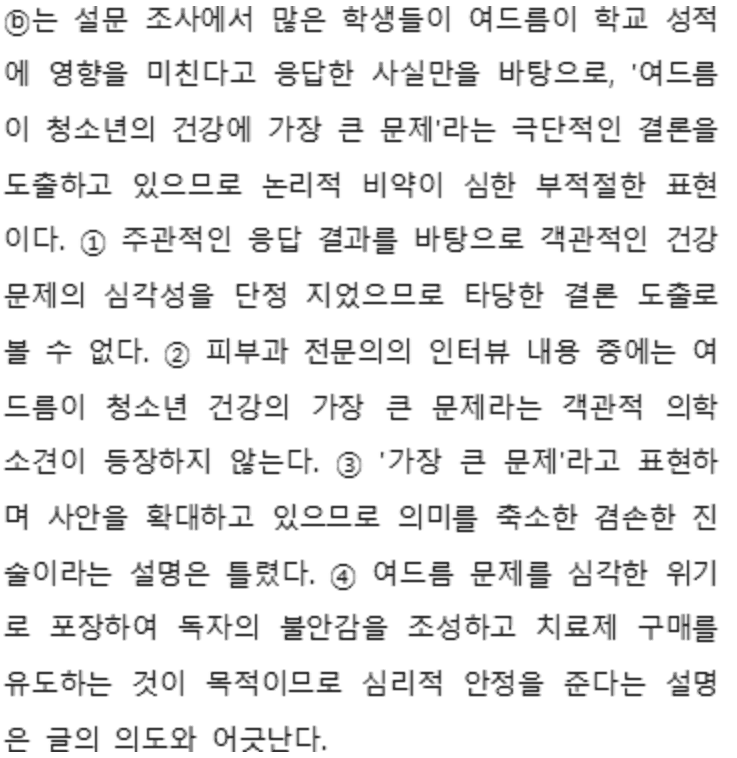 ⓑ는 설문 조사에서 많은 학생들이 여드름이 학교 성적
에 영향을 미친다고 응답한 사실만을 바탕으로, '여드름
이 청소년의 건강에 가장 큰 문제'라는 극단적인 결론을
도출하고 있으므로 논리적 비약이 심한 부적절한 표현
이다. ① 주관적인 응답 결과를 바탕으로 객관적인 건강
문제의 심각성을 단정 지었으므로 타당한 결론 도출로
볼 수 없다. ② 피부과 전문의의 인터뷰 내용 중에는 여
드름이 청소년 건강의 가장 큰 문제라는 객관적 의학
소견이 등장하지 않는다. ③ '가장 큰 문제'라고 표현하
며 사안을 확대하고 있으므로 의미를 축소한 겸손한 진
술이라는 설명은 틀렸다. ④ 여드름 문제를 심각한 위기
로 포장하여 독자의 불안감을 조성하고 치료제 구매를
유도하는 것이 목적이므로 심리적 안정을 준다는 설명
은 글의 의도와 어긋난다.